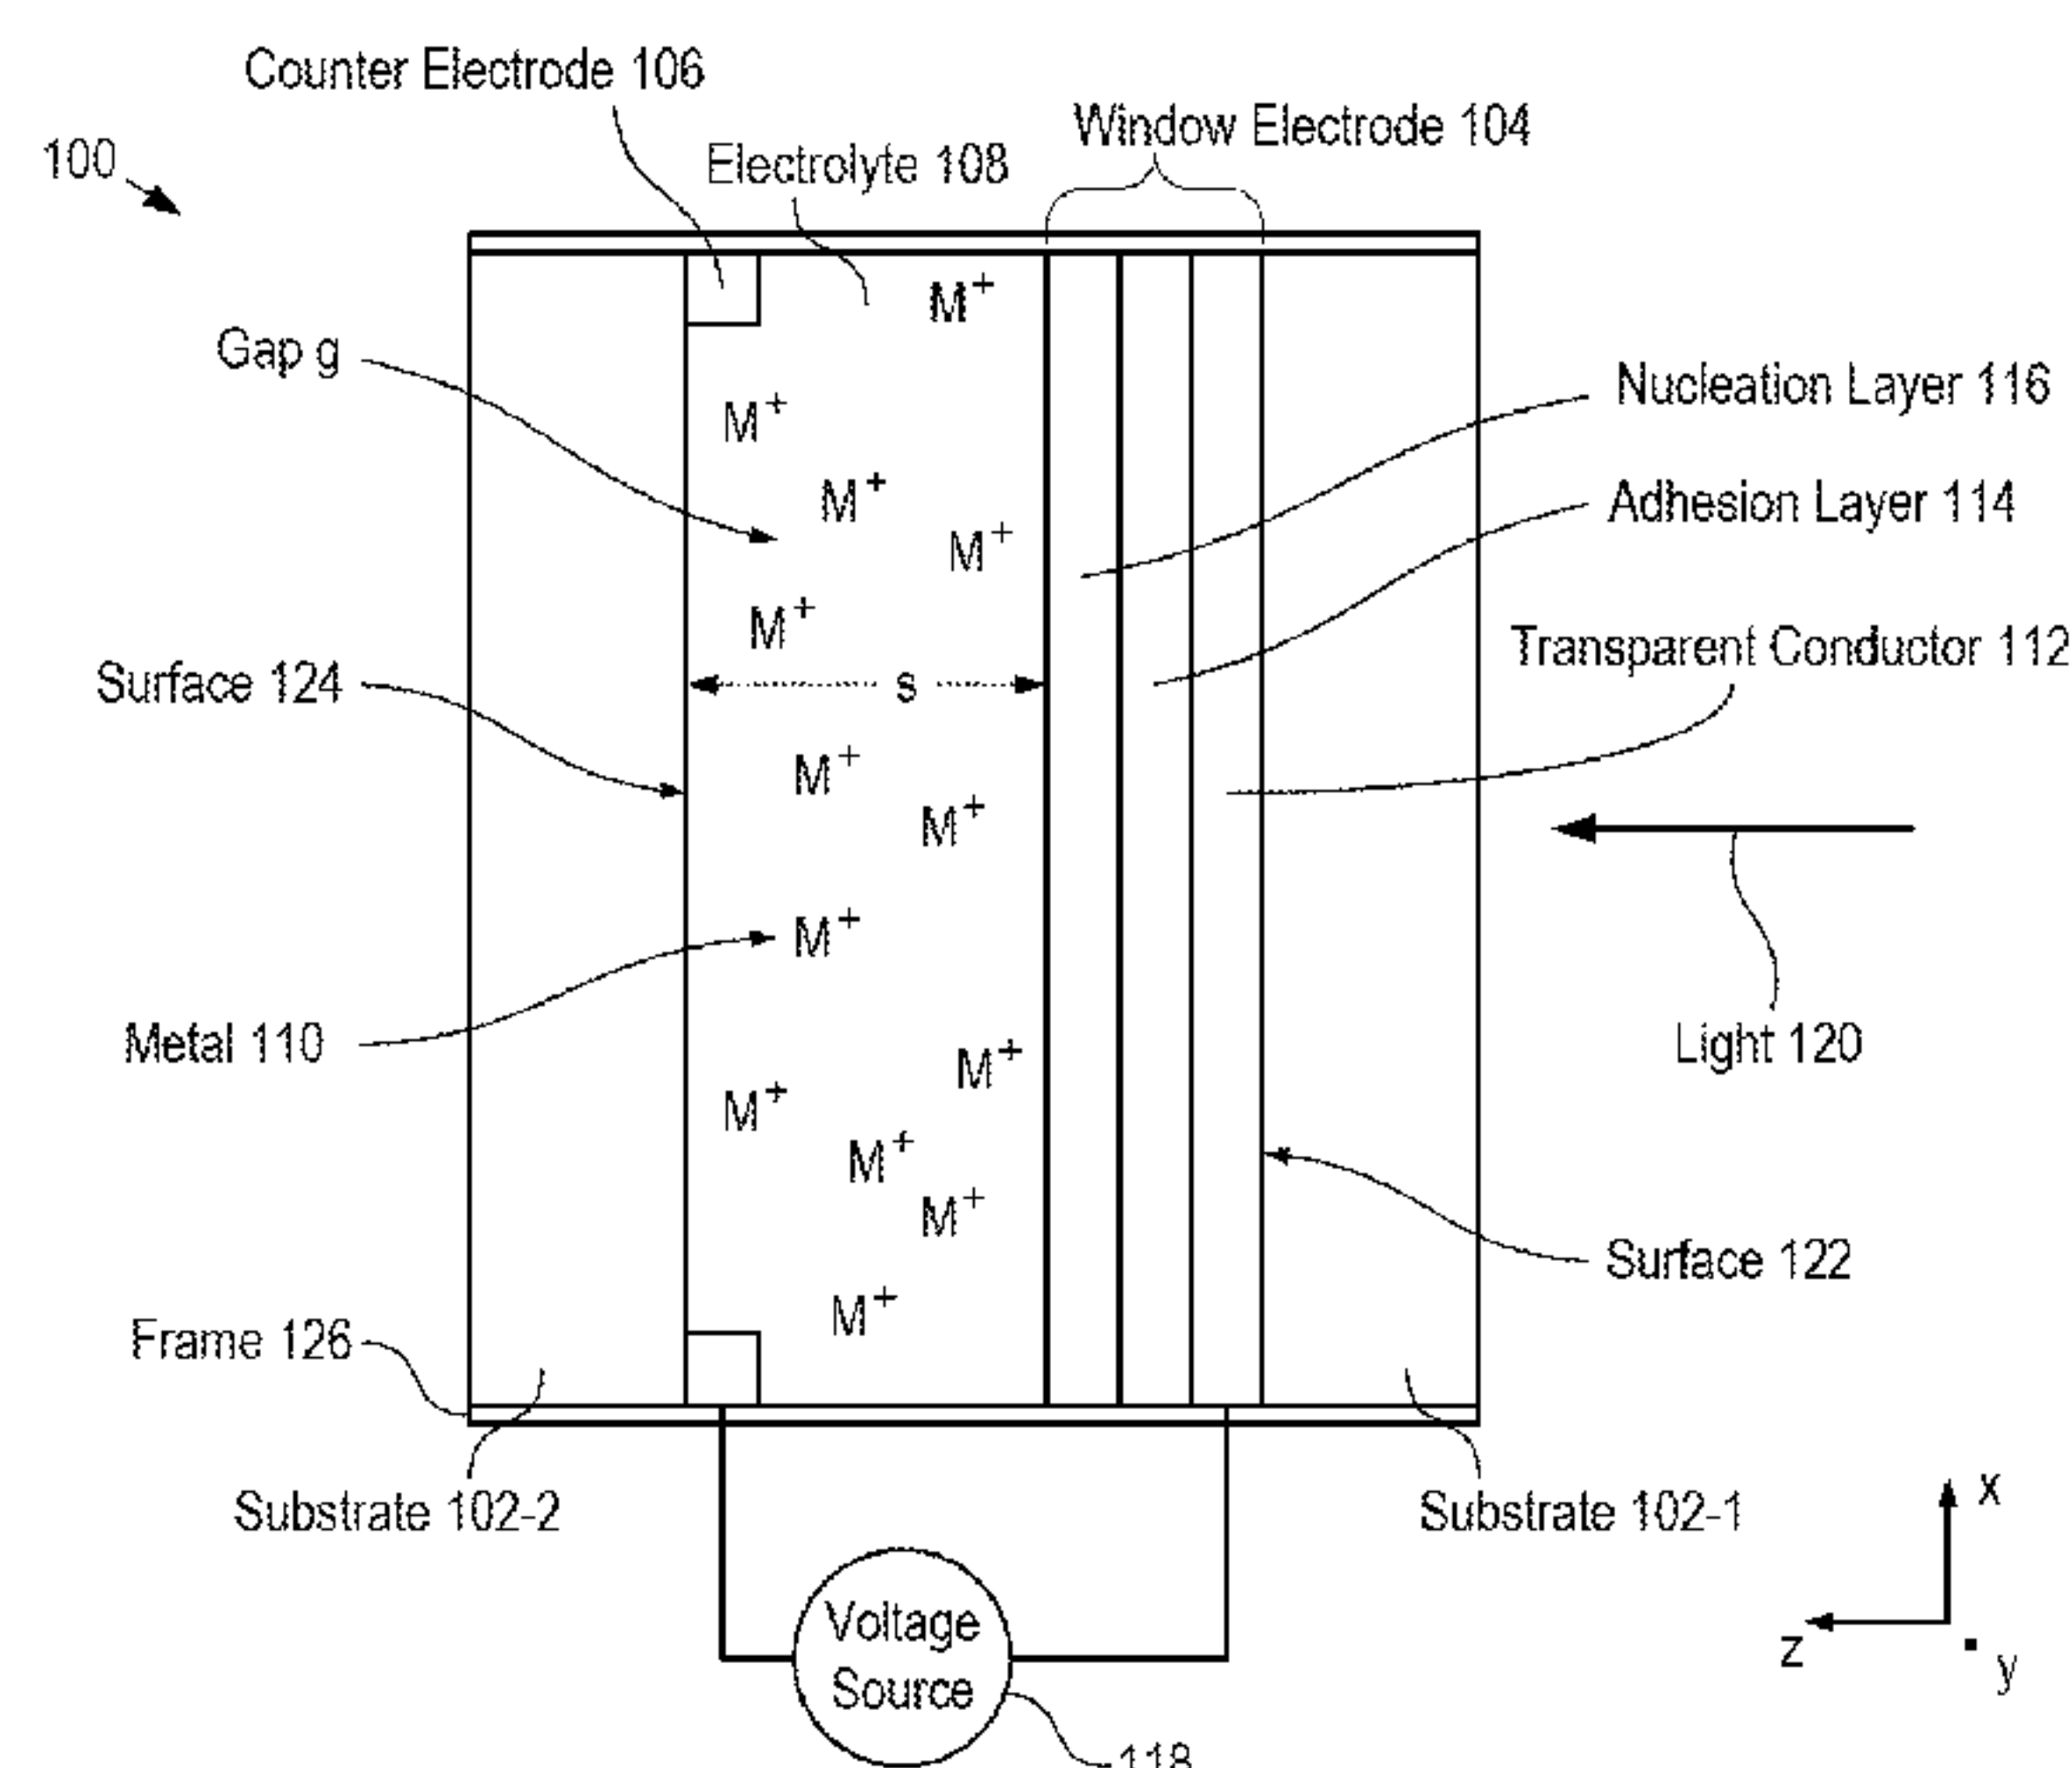 Counter Electrode 106
Window Electrode 104
100
Electrolyte 108
M+
Gap g
Nucleation Layer 116
M+
M+
Adhesion Layer 114
M+
M+
Transparent Conductor 112
Surface 124
s
M+
M+
M+
Metal 110
Light 120
M+
M+
M+
M+
Surface 122
M+
Frame 126
Substrate 102-2
Substrate 102-1
x
Voltage
Source
z
y
118